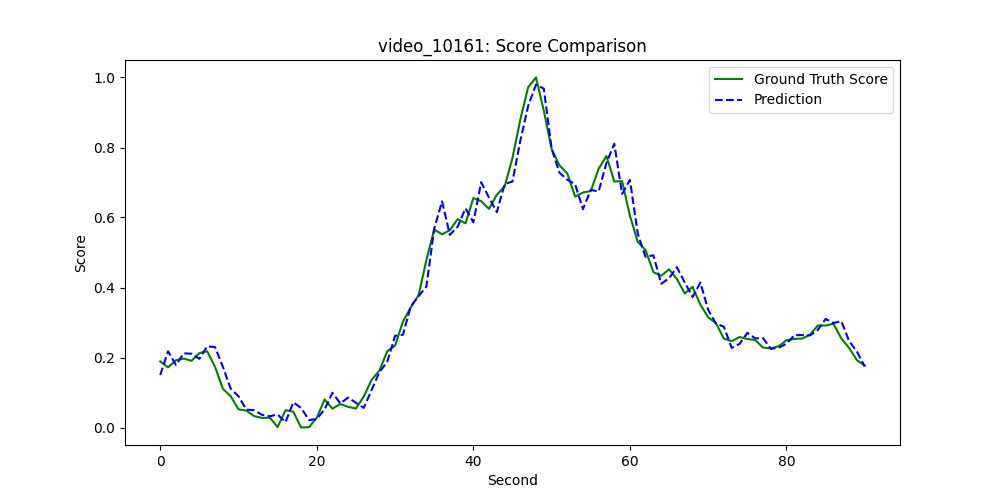 video_10161: Score Comparison
Ground Truth Score
Prediction
Score
1.0
0.8
0.6
0.4
0.2
0.0
0 20 40 60 80
Second